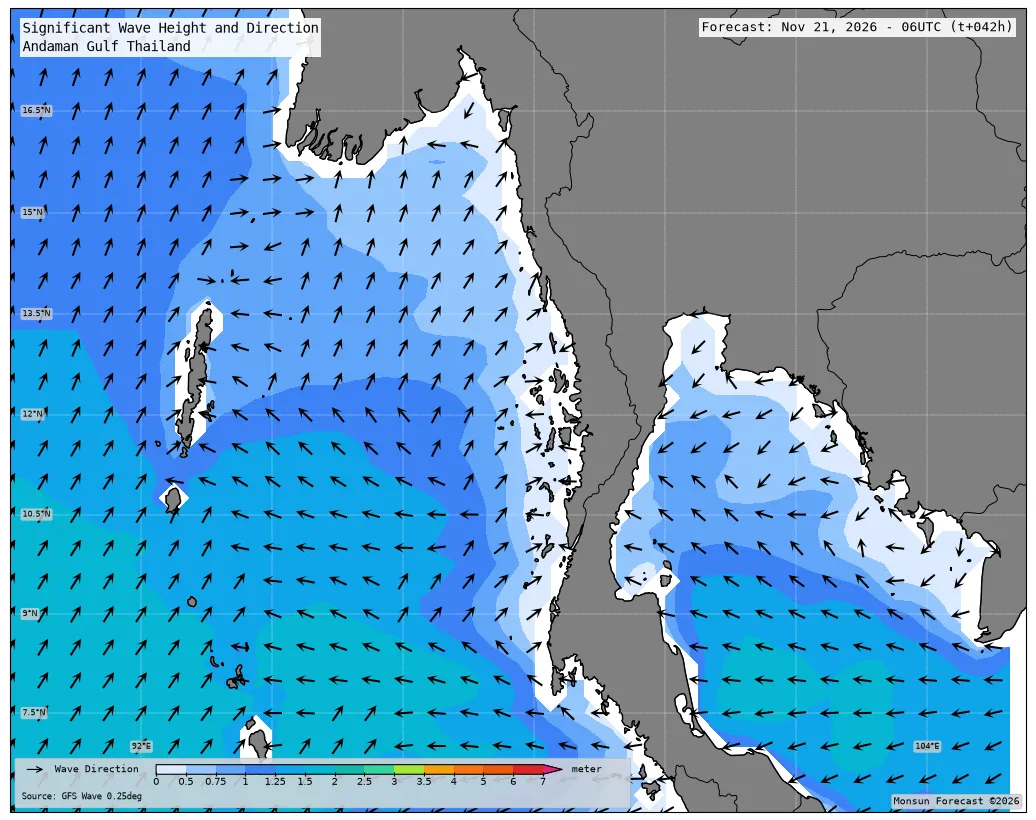 Significant Wave Height and Direction
Andaman Gulf Thailand
Forecast: Nov 21, 2026 - 06UTC (t+042h)
16.5°N
15°N
13.5°N
12°N
10.5°N
9°N
7.5°N
92°E
104°E
Wave Direction
meter
0 0.5 0.75 1 1.25 1.5 2 2.5 3 3.5 4 5 6 7
Source: GFS Wave 0.25deg
Monsun Forecast ©2026